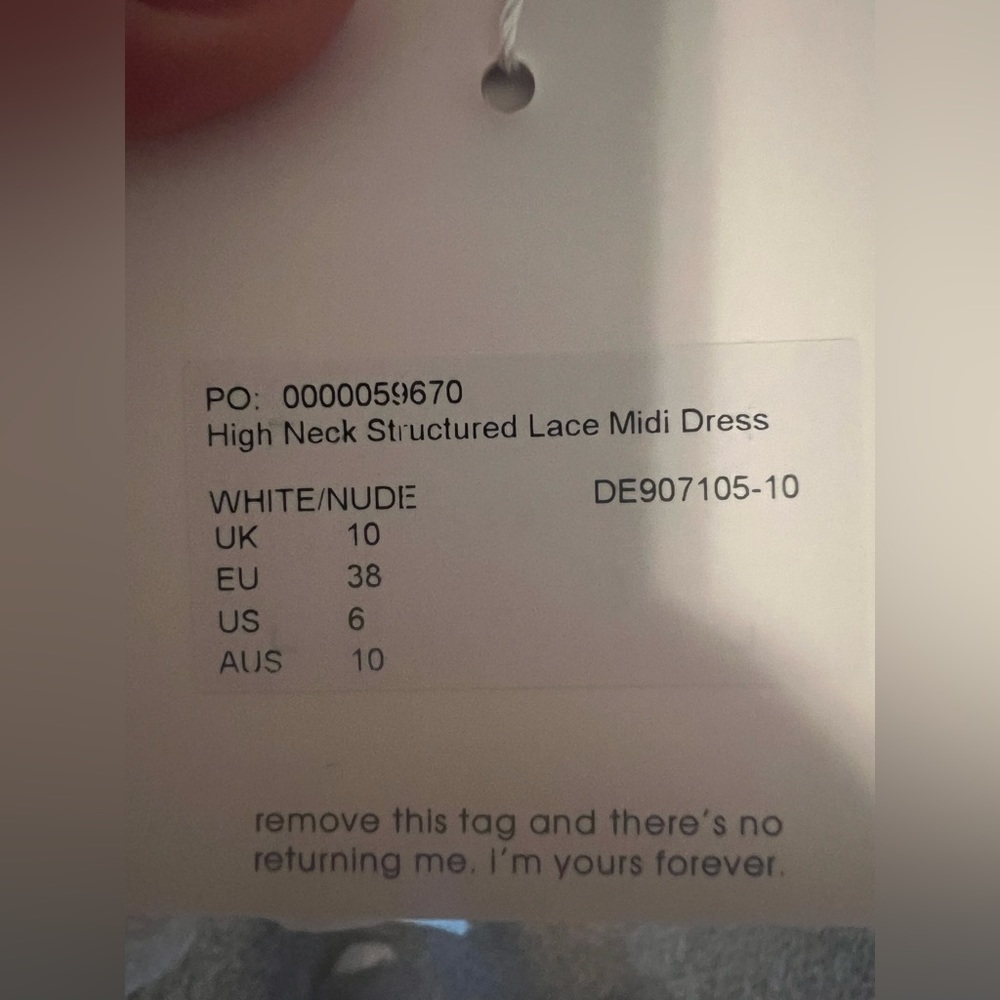 PO: 0000059670
High Neck Structured Lace Midi Dress
WHITE/NUDE DE907105-10
UK 10
EU 38
US 6
AUS 10
remove this tag and there's no
returning me. I'm yours forever.